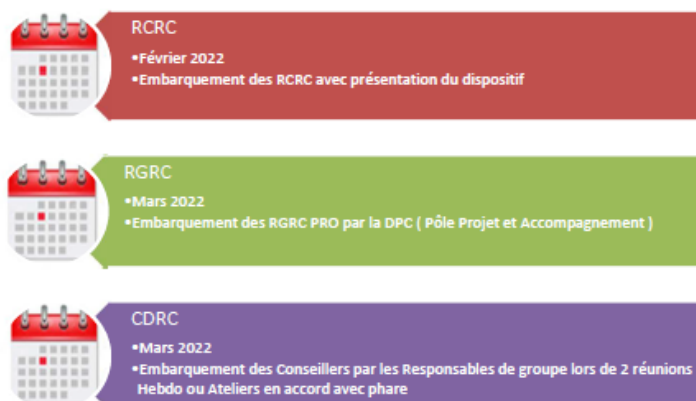 RCRC
•Février 2022
•Embarquement des RCRC avec présentation du dispositif
RGRC
•Mars 2022
•Embarquement des RGRC PRO par la DPC ( Pôle Projet et Accompagnement )
CDRC
•Mars 2022
•Embarquement des Conseillers par les Responsables de groupe lors de 2 réunions
Hebdo ou Ateliers en accord avec phare